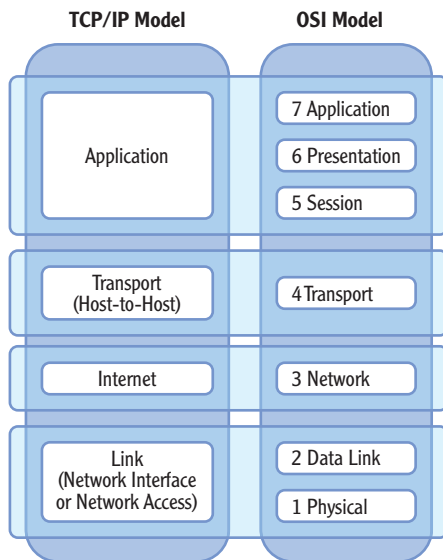 TCP/IP Model
OSI Model
Application
7 Application
6 Presentation
5 Session
Transport
(Host-to-Host)
4 Transport
Internet
3 Network
Link
(Network Interface
or Network Access)
2 Data Link
1 Physical